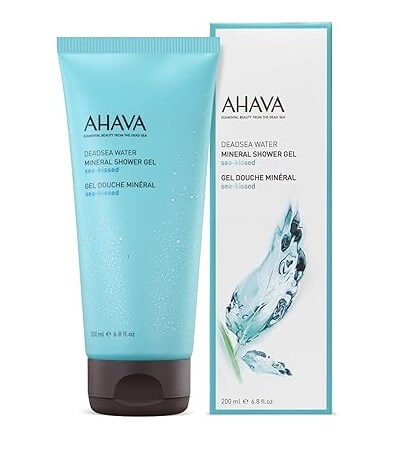 AHAVA
ELEMENTAL BEAUTY FROM THE DEAD SEA
DEADSEA WATER
MINERAL SHOWER GEL
sea-kissed
GEL DOUCHE MINÉRAL
sea-kissed
200 ml e 6.8 fl.oz
AHAVA
ELEMENTAL BEAUTY FROM THE DEAD SEA
DEADSEA WATER
MINERAL SHOWER GEL
sea-kissed
GEL DOUCHE MINÉRAL
sea-kissed
200 ml e 6.8 fl.oz